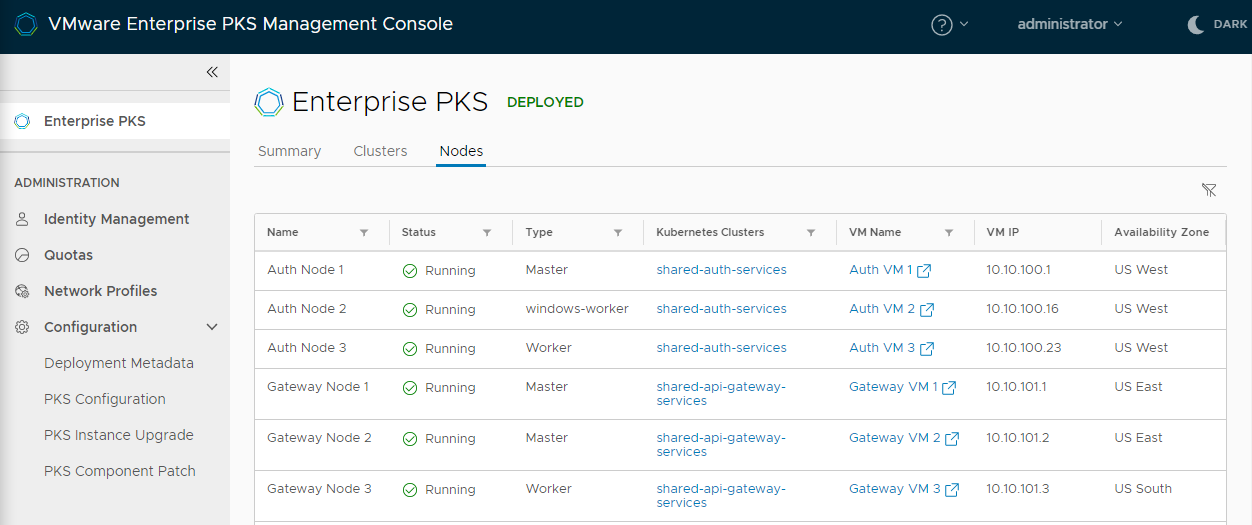 VMware Enterprise PKS Management Console
? administrator DARK
Enterprise PKS
ADMINISTRATION
Identity Management
Quotas
Network Profiles
Configuration
Deployment Metadata
PKS Configuration
PKS Instance Upgrade
PKS Component Patch
Enterprise PKS DEPLOYED
Summary Clusters Nodes
Name Status Type Kubernetes Clusters VM Name VM IP Availability Zone
Auth Node 1 Running Master shared-auth-services Auth VM 1 10.10.100.1 US West
Auth Node 2 Running windows-worker shared-auth-services Auth VM 2 10.10.100.16 US West
Auth Node 3 Running Worker shared-auth-services Auth VM 3 10.10.100.23 US West
Gateway Node 1 Running Master shared-api-gateway- Gateway VM 1 10.10.101.1 US East
services
Gateway Node 2 Running Master shared-api-gateway- Gateway VM 2 10.10.101.2 US East
services
Gateway Node 3 Running Worker shared-api-gateway- Gateway VM 3 10.10.101.3 US South
services